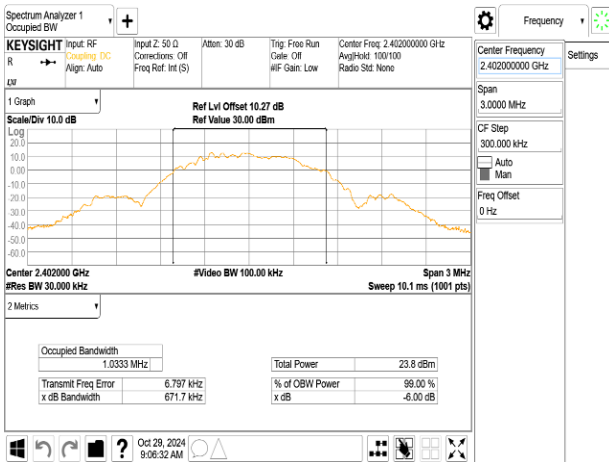 Spectrum Analyzer 1
Occupied BW
Frequency
KEYSIGHT
R
LXI
Input: RF
Coupling: DC
Align: Auto
Input Z: 50 Ω
Corrections: Off
Freq Ref: Int (S)
Atten: 30 dB
Trig: Free Run
Gate: Off
#IF Gain: Low
Center Freq: 2.402000000 GHz
Avg|Hold: 100/100
Radio Std: None
Center Frequency
2.402000000 GHz
Settings
Span
3.0000 MHz
CF Step
300.000 kHz
Auto
Man
Freq Offset
0 Hz
1 Graph
Scale/Div 10.0 dB
Ref Lvl Offset 10.27 dB
Ref Value 30.00 dBm
Log
20.0
10.0
0.00
-10.0
-20.0
-30.0
-40.0
-50.0
-60.0
Center 2.402000 GHz
#Res BW 30.000 kHz
#Video BW 100.00 kHz
Span 3 MHz
Sweep 10.1 ms (1001 pts)
2 Metrics
Occupied Bandwidth
1.0333 MHz
Total Power 23.8 dBm
Transmit Freq Error 6.797 kHz
% of OBW Power 99.00 %
x dB Bandwidth 671.7 kHz
x dB -6.00 dB
Oct 29, 2024
9:06:32 AM